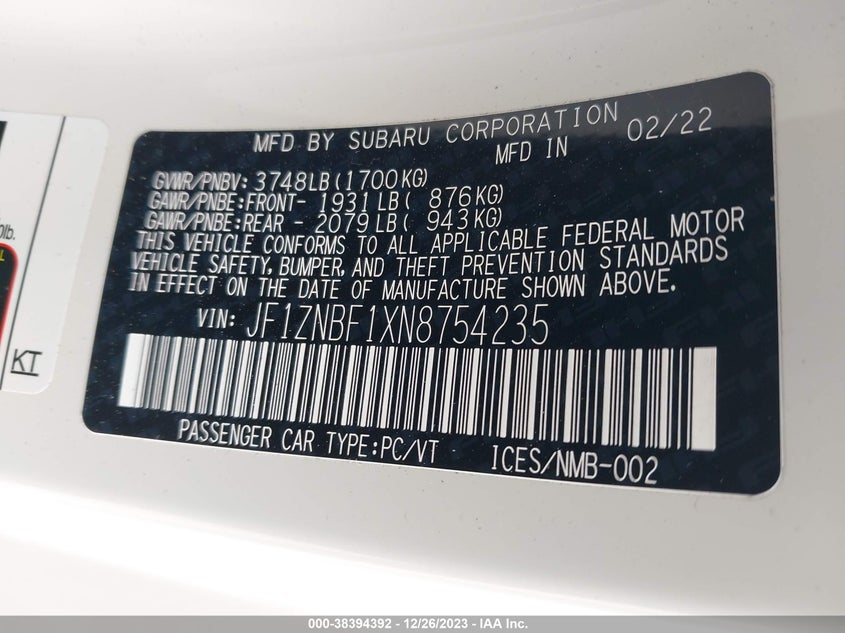 MFD BY SUBARU CORPORATION 02/22
MFD IN
GVWR/PNBV: 3748LB(1700KG)
GAWR/PNBE:FRONT- 1931LB( 876KG)
GAWR/PNBE:REAR - 2079LB( 943KG)
THIS VEHICLE CONFORMS TO ALL APPLICABLE FEDERAL MOTOR
VEHICLE SAFETY, BUMPER, AND THEFT PREVENTION STANDARDS
IN EFFECT ON THE DATE OF MANUFACTURE SHOWN ABOVE.
VIN: JF1ZNBF1XN8754235
PASSENGER CAR TYPE:PC/VT ICES/NMB-002
lb.
KT
000-38394392 - 12/26/2023 - IAA Inc.